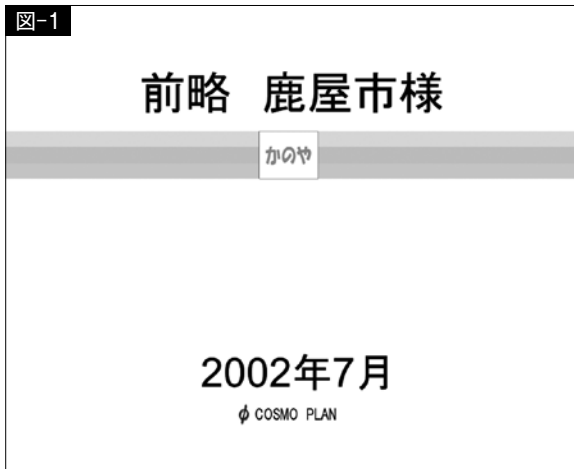 図-1
前略 鹿屋市様
かのや
2002年7月
φ COSMO PLAN